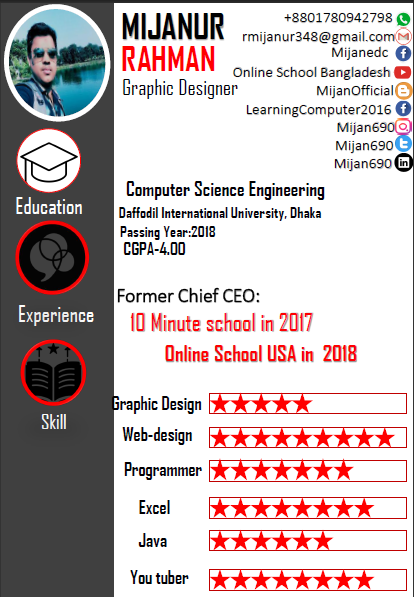 MIJANUR
RAHMAN
Graphic Designer
+8801780942798
rmijanur348@gmail.com
Mijanedc
Online School Bangladesh
MijanOfficial
LearningComputer2016
Mijan690
Mijan690
Mijan690
Education
Computer Science Engineering
Daffodil International University, Dhaka
Passing Year:2018
CGPA-4.00
Experience
Former Chief CEO:
10 Minute school in 2017
Online School USA in 2018
Skill
Graphic Design
Web-design
Programmer
Excel
Java
You tuber